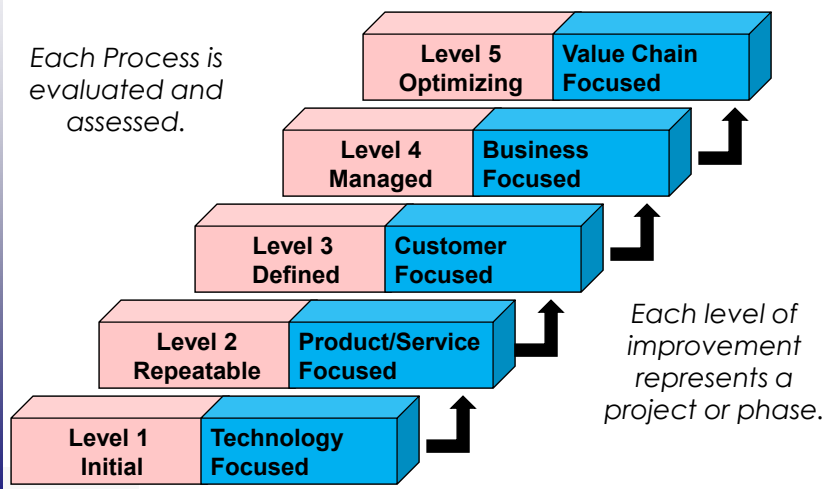 Each Process is
evaluated and
assessed.
Level 5
Optimizing
Value Chain
Focused
Level 4
Managed
Business
Focused
Level 3
Defined
Customer
Focused
Level 2
Repeatable
Product/Service
Focused
Level 1
Initial
Technology
Focused
Each level of
improvement
represents a
project or phase.